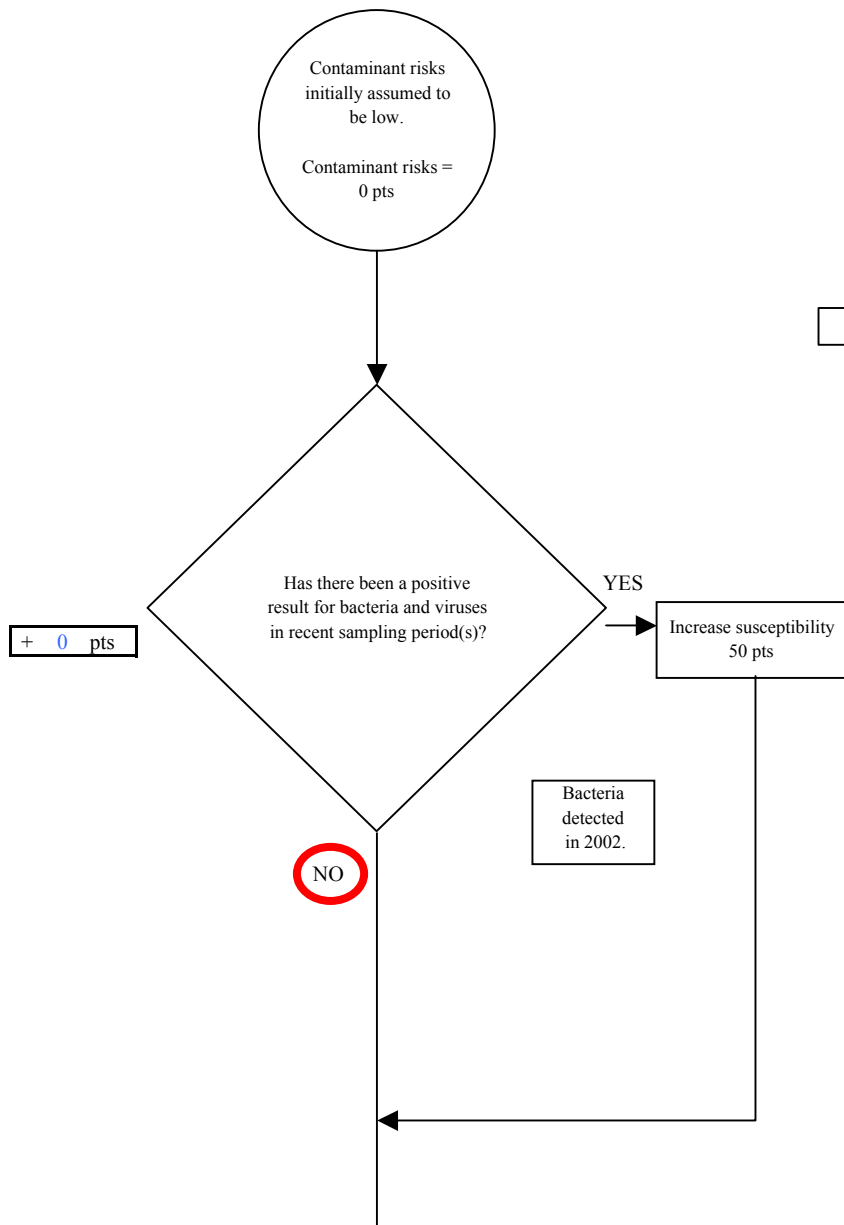 Contaminant risks
initially assumed to
be low.
Contaminant risks =
0 pts
Has there been a positive
result for bacteria and viruses
in recent sampling period(s)?
YES
+ 0 pts
Increase susceptibility
50 pts
Bacteria
detected
in 2002.
NO